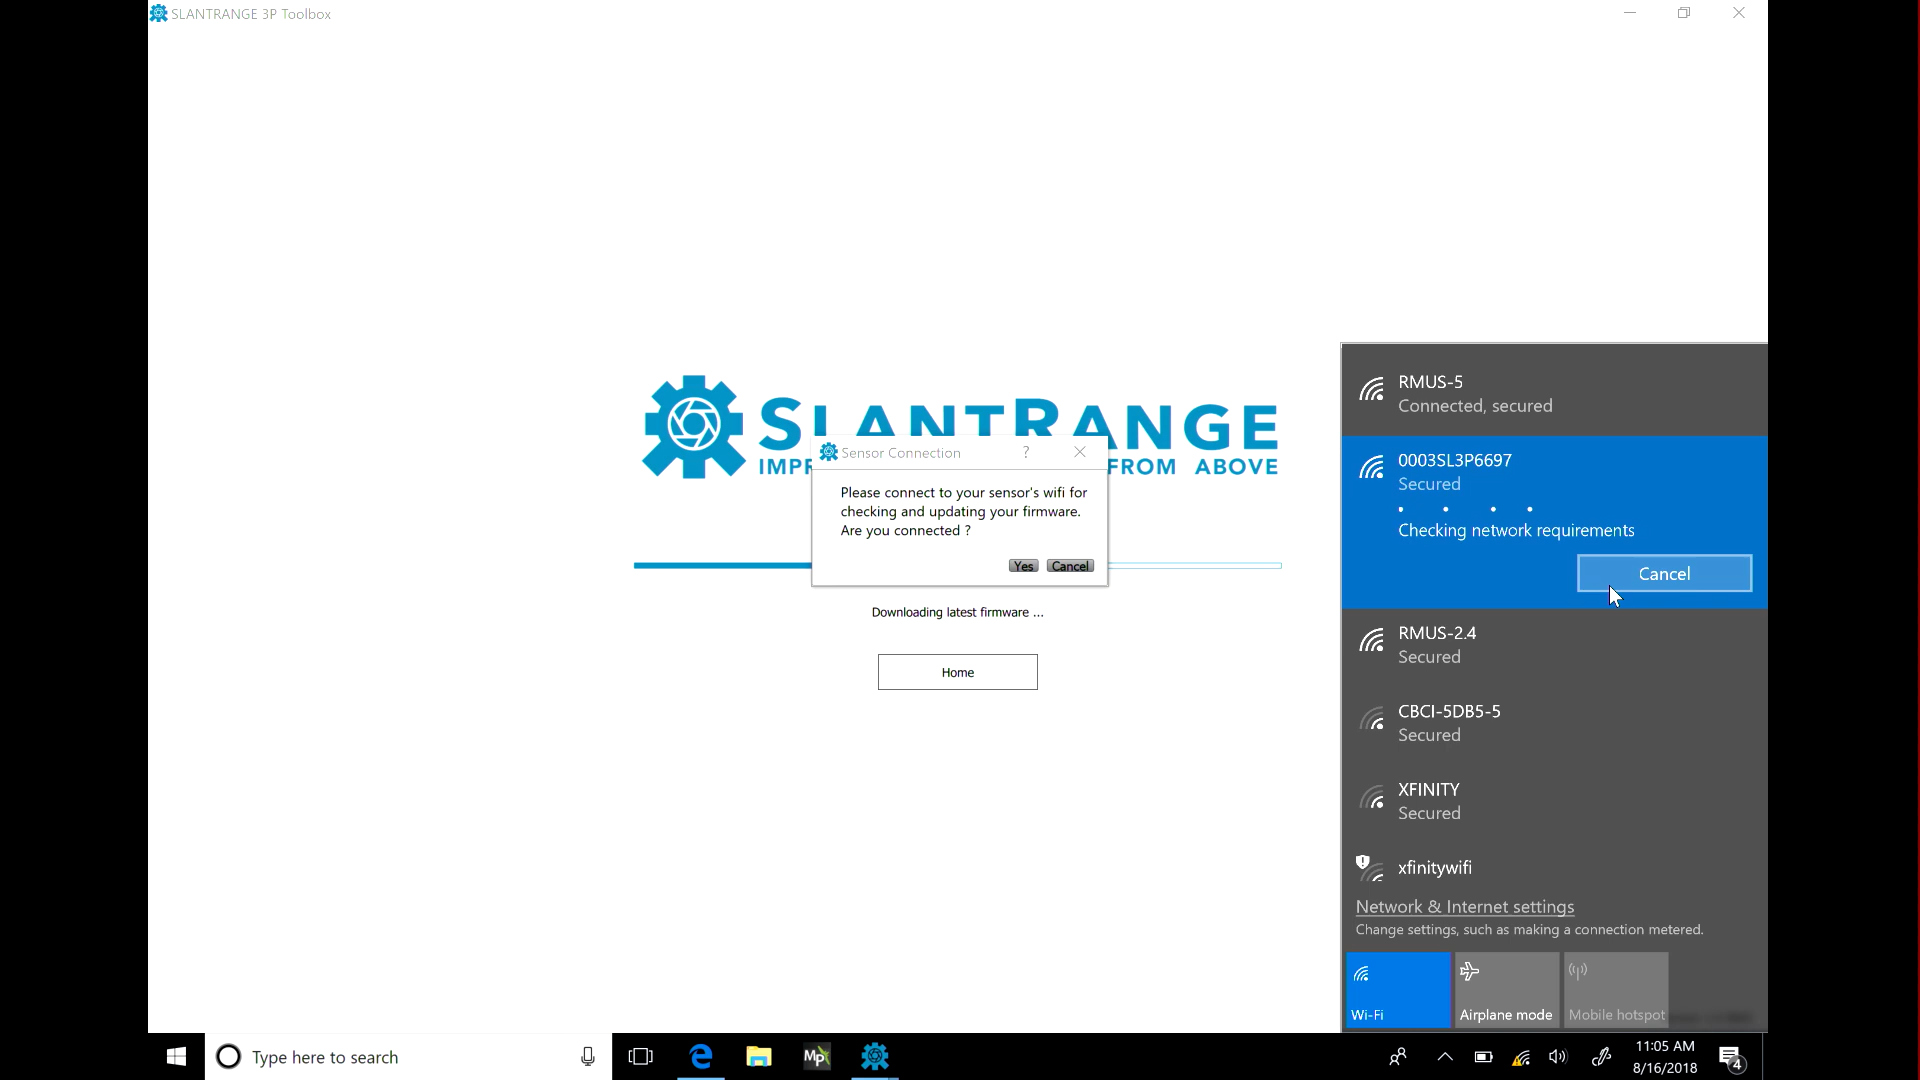 SLANTRANGE 3P Toolbox
SLANTRANGE
IMPR FROM ABOVE
Sensor Connection
?
Please connect to your sensor's wifi for
checking and updating your firmware.
Are you connected ?
Yes Cancel
Downloading latest firmware ...
Home
RMUS-5
Connected, secured
0003SL3P6697
Secured
Checking network requirements
Cancel
RMUS-2.4
Secured
CBCI-5DB5-5
Secured
XFINITY
Secured
xfinitywifi
Network & Internet settings
Change settings, such as making a connection metered.
Wi-Fi
Airplane mode
Mobile hotspot
Type here to search
Mp
11:05 AM
8/16/2018
4